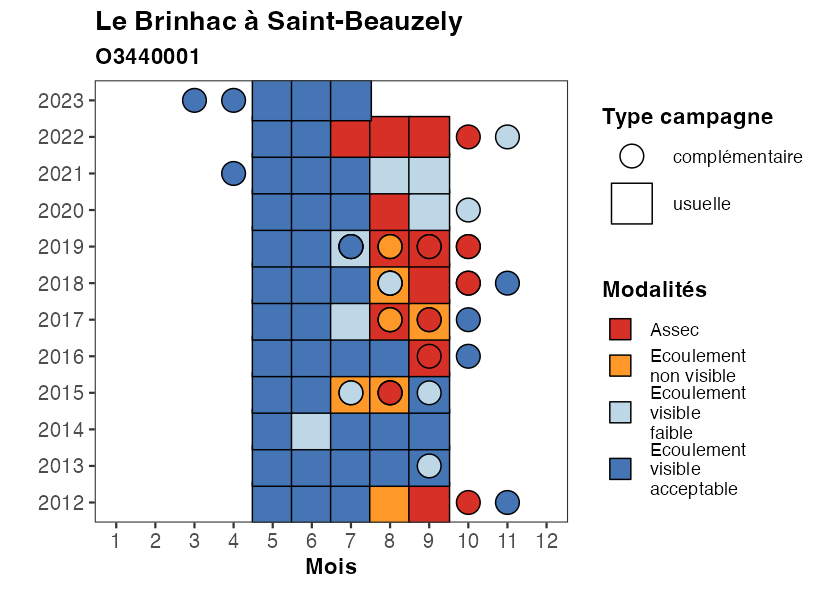 Le Brinhac à Saint-Beauzely
O3440001
2023
2022
2021
2020
2019
2018
2017
2016
2015
2014
2013
2012
1 2 3 4 5 6 7 8 9 10 11 12
Mois
Type campagne
complémentaire
usuelle
Modalités
Assec
Ecoulement
non visible
Ecoulement
visible
faible
Ecoulement
visible
acceptable